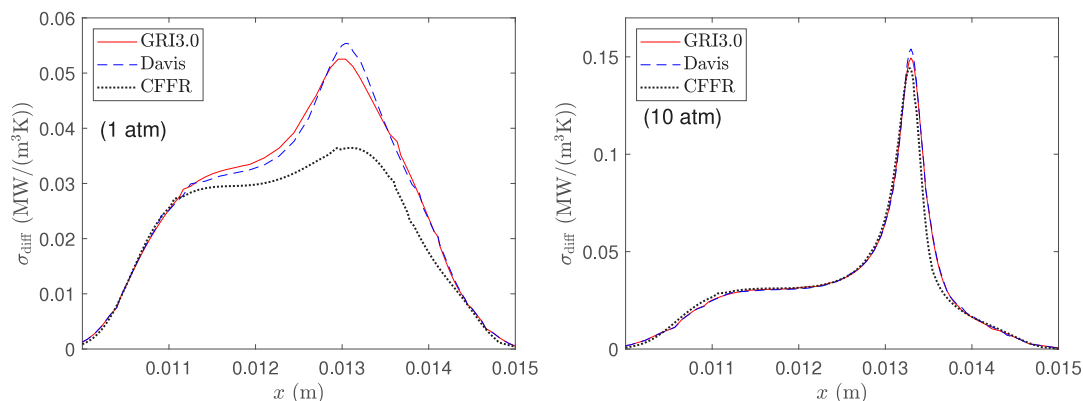 0.06
0.05
0.04
0.03
0.02
0.01
0
σdiff (MW/(m³K))
GRI3.0
Davis
CFFR
(1 atm)
0.011 0.012 0.013 0.014 0.015
x (m)
0.15
0.1
0.05
0
σdiff (MW/(m³K))
GRI3.0
Davis
CFFR
(10 atm)
0.011 0.012 0.013 0.014 0.015
x (m)